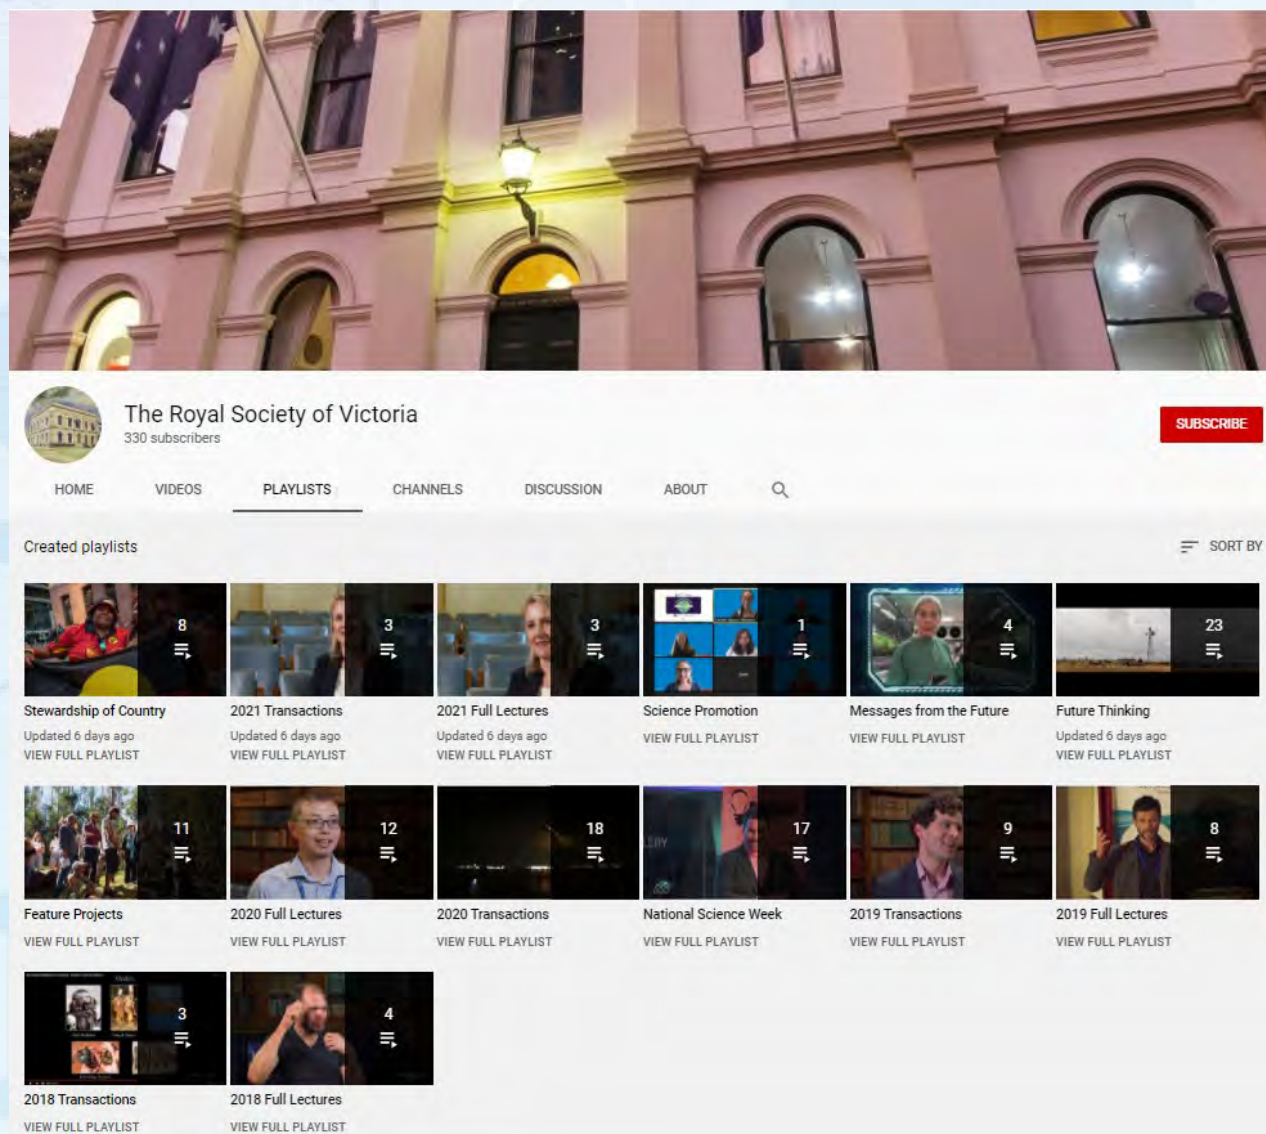 The Royal Society of Victoria
330 subscribers
SUBSCRIBE
HOME VIDEOS PLAYLISTS CHANNELS DISCUSSION ABOUT
Created playlists
SORT BY
8 3 3 1 4 23
Stewardship of Country 2021 Transactions 2021 Full Lectures Science Promotion Messages from the Future Future Thinking
Updated 6 days ago Updated 6 days ago Updated 6 days ago Updated 6 days ago
VIEW FULL PLAYLIST VIEW FULL PLAYLIST VIEW FULL PLAYLIST VIEW FULL PLAYLIST VIEW FULL PLAYLIST VIEW FULL PLAYLIST
11 12 18 17 9 8
Feature Projects 2020 Full Lectures 2020 Transactions National Science Week 2019 Transactions 2019 Full Lectures
VIEW FULL PLAYLIST VIEW FULL PLAYLIST VIEW FULL PLAYLIST VIEW FULL PLAYLIST VIEW FULL PLAYLIST VIEW FULL PLAYLIST
3 4
2018 Transactions 2018 Full Lectures
VIEW FULL PLAYLIST VIEW FULL PLAYLIST